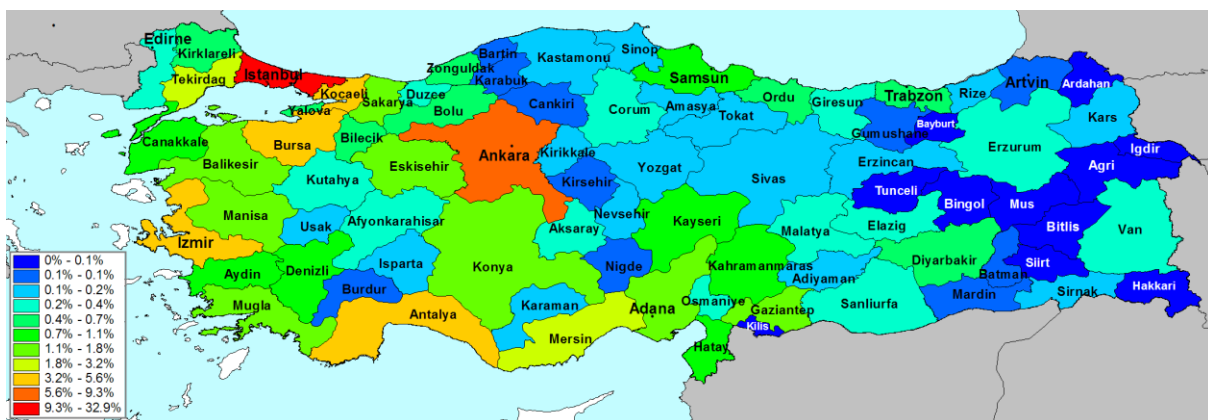 Edirne
Kirklareli
Tekirdag
Istanbul
Kocaeli
Yalova
Sakarya
Duzce
Zonguldak
Bartin
Karabuk
Kastamonu
Sinop
Samsun
Ordu
Giresun
Trabzon
Rize
Artvin
Ardahan
Kars
Igdir
Agri
Bayburt
Gumushane
Erzurum
Erzincan
Tokat
Amasya
Corum
Cankiri
Bolu
Bilecik
Bursa
Canakkale
Balikesir
Kutahya
Eskisehir
Ankara
Kirikkale
Kirsehir
Yozgat
Sivas
Tunceli
Bingol
Mus
Bitlis
Van
Elazig
Malatya
Kayseri
Nevsehir
Aksaray
Afyonkarahisar
Usak
Manisa
Izmir
Aydin
Denizli
Isparta
Burdur
Konya
Nigde
Kahramanmaras
Adiyaman
Diyarbakir
Batman
Siirt
Hakkari
Sirnak
Mardin
Sanliurfa
Gaziantep
Kilis
Osmaniye
Adana
Hatay
Mersin
Karaman
Antalya
Mugla
0% - 0.1%
0.1% - 0.1%
0.1% - 0.2%
0.2% - 0.4%
0.4% - 0.7%
0.7% - 1.1%
1.1% - 1.8%
1.8% - 3.2%
3.2% - 5.6%
5.6% - 9.3%
9.3% - 32.9%